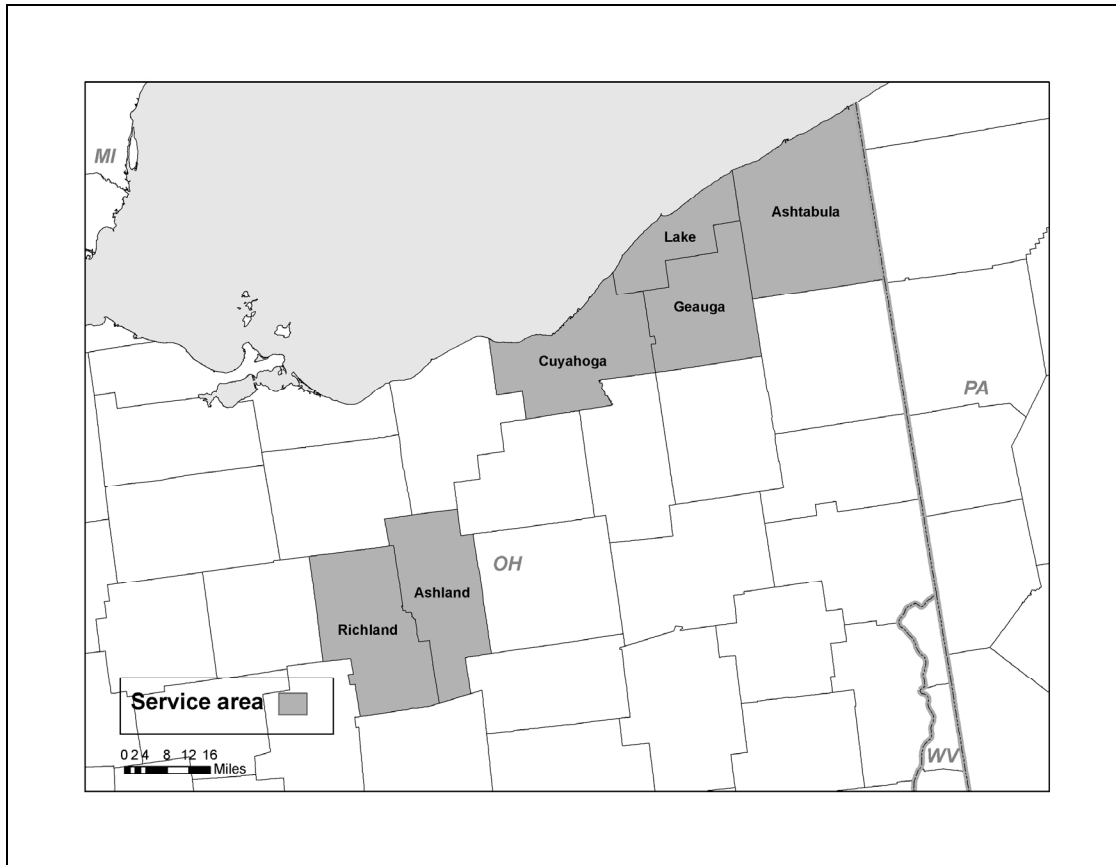 MI
Ashtabula
Lake
Geauga
Cuyahoga
PA
OH
Ashland
Richland
Service area
WV
0 2 4 8 12 16
Miles